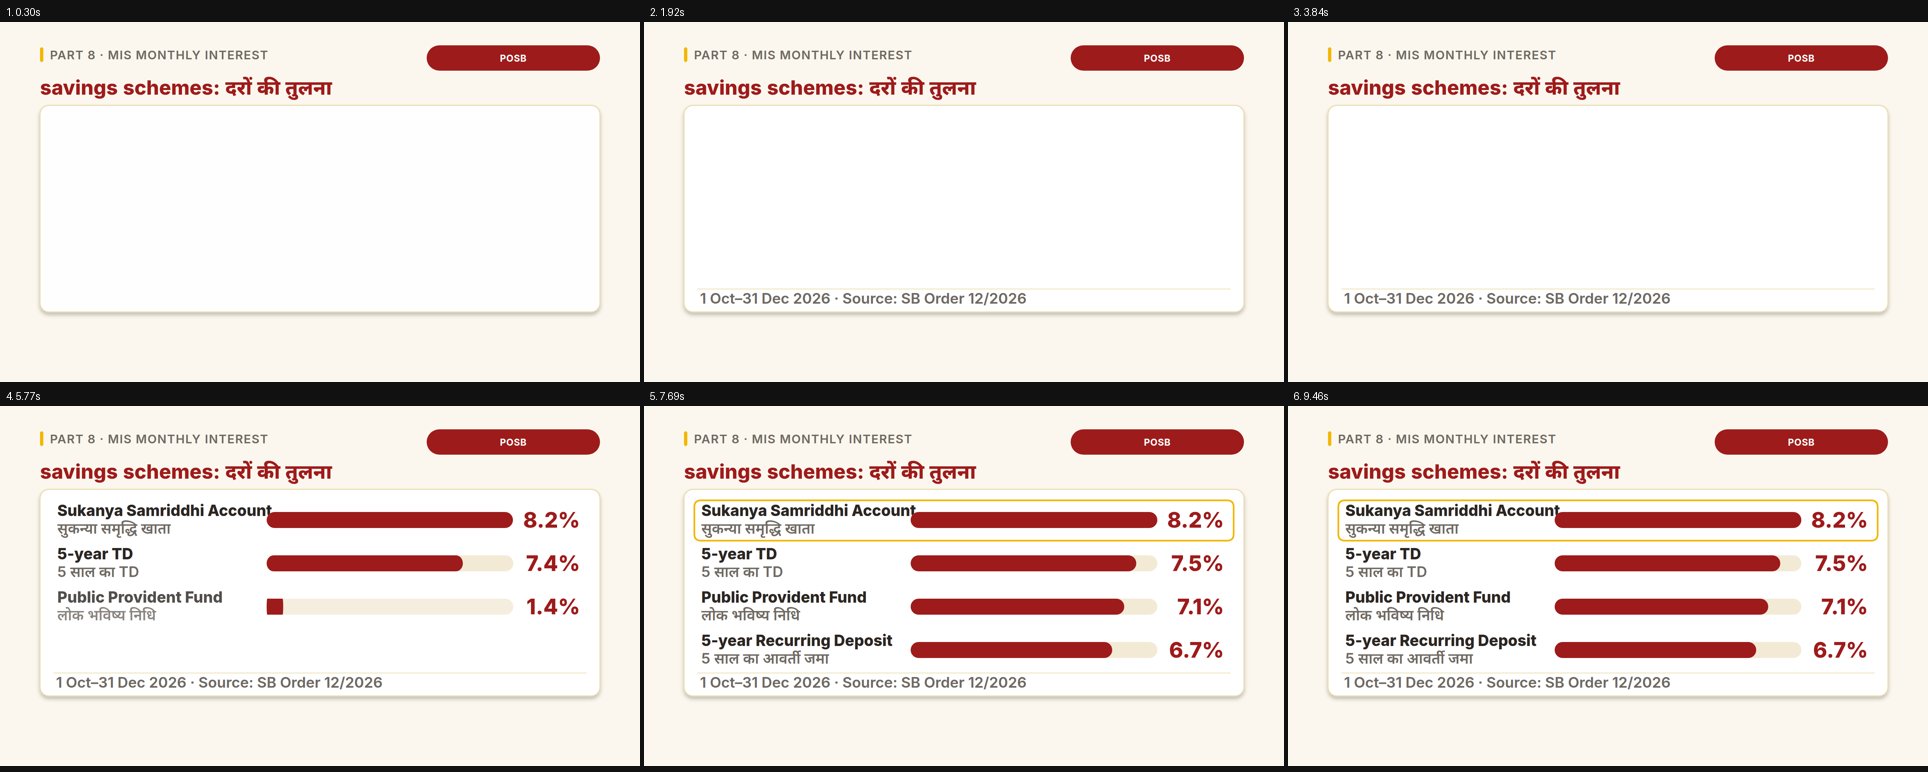 1. 0.30s
PART 8 · MIS MONTHLY INTEREST
POSB
savings schemes: दरों की तुलना
2. 1.92s
PART 8 · MIS MONTHLY INTEREST
POSB
savings schemes: दरों की तुलना
1 Oct–31 Dec 2026 · Source: SB Order 12/2026
3. 3.84s
PART 8 · MIS MONTHLY INTEREST
POSB
savings schemes: दरों की तुलना
1 Oct–31 Dec 2026 · Source: SB Order 12/2026
4. 5.77s
PART 8 · MIS MONTHLY INTEREST
POSB
savings schemes: दरों की तुलना
Sukanya Samriddhi Account
सुकन्या समृद्धि खाता
8.2%
5-year TD
5 साल का TD
7.4%
Public Provident Fund
लोक भविष्य निधि
1.4%
1 Oct–31 Dec 2026 · Source: SB Order 12/2026
5. 7.69s
PART 8 · MIS MONTHLY INTEREST
POSB
savings schemes: दरों की तुलना
Sukanya Samriddhi Account
सुकन्या समृद्धि खाता
8.2%
5-year TD
5 साल का TD
7.5%
Public Provident Fund
लोक भविष्य निधि
7.1%
5-year Recurring Deposit
5 साल का आवर्ती जमा
6.7%
1 Oct–31 Dec 2026 · Source: SB Order 12/2026
6. 9.46s
PART 8 · MIS MONTHLY INTEREST
POSB
savings schemes: दरों की तुलना
Sukanya Samriddhi Account
सुकन्या समृद्धि खाता
8.2%
5-year TD
5 साल का TD
7.5%
Public Provident Fund
लोक भविष्य निधि
7.1%
5-year Recurring Deposit
5 साल का आवर्ती जमा
6.7%
1 Oct–31 Dec 2026 · Source: SB Order 12/2026